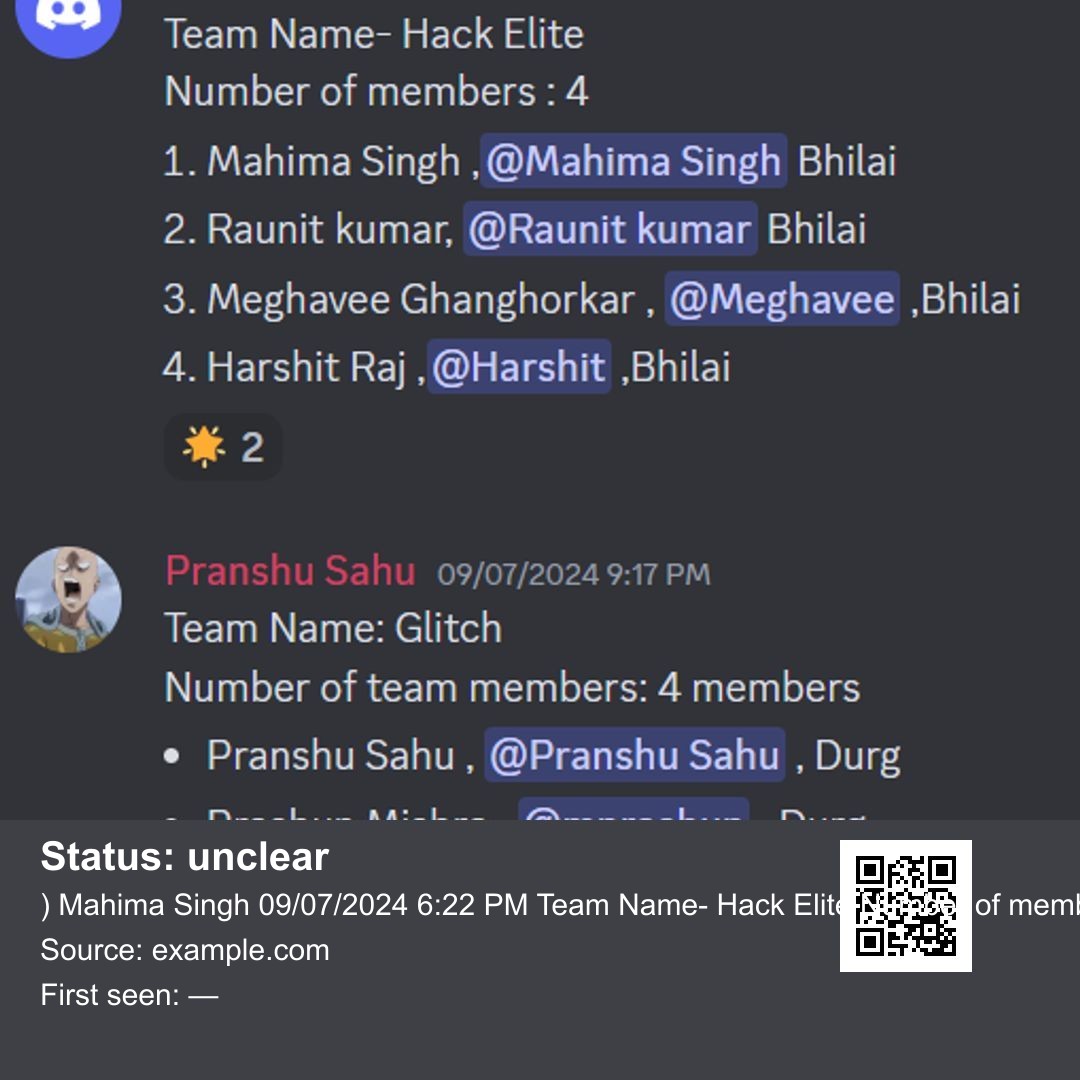 Team Name- Hack Elite
Number of members : 4
1. Mahima Singh ,@Mahima Singh Bhilai
2. Raunit kumar, @Raunit kumar Bhilai
3. Meghavee Ghanghorkar , @Meghavee ,Bhilai
4. Harshit Raj ,@Harshit ,Bhilai
2
Pranshu Sahu 09/07/2024 9:17 PM
Team Name: Glitch
Number of team members: 4 members
• Pranshu Sahu , @Pranshu Sahu , Durg
Mishra , Durg
Status: unclear
) Mahima Singh 09/07/2024 6:22 PM Team Name- Hack Elite Number of memb
Source: example.com
First seen: —